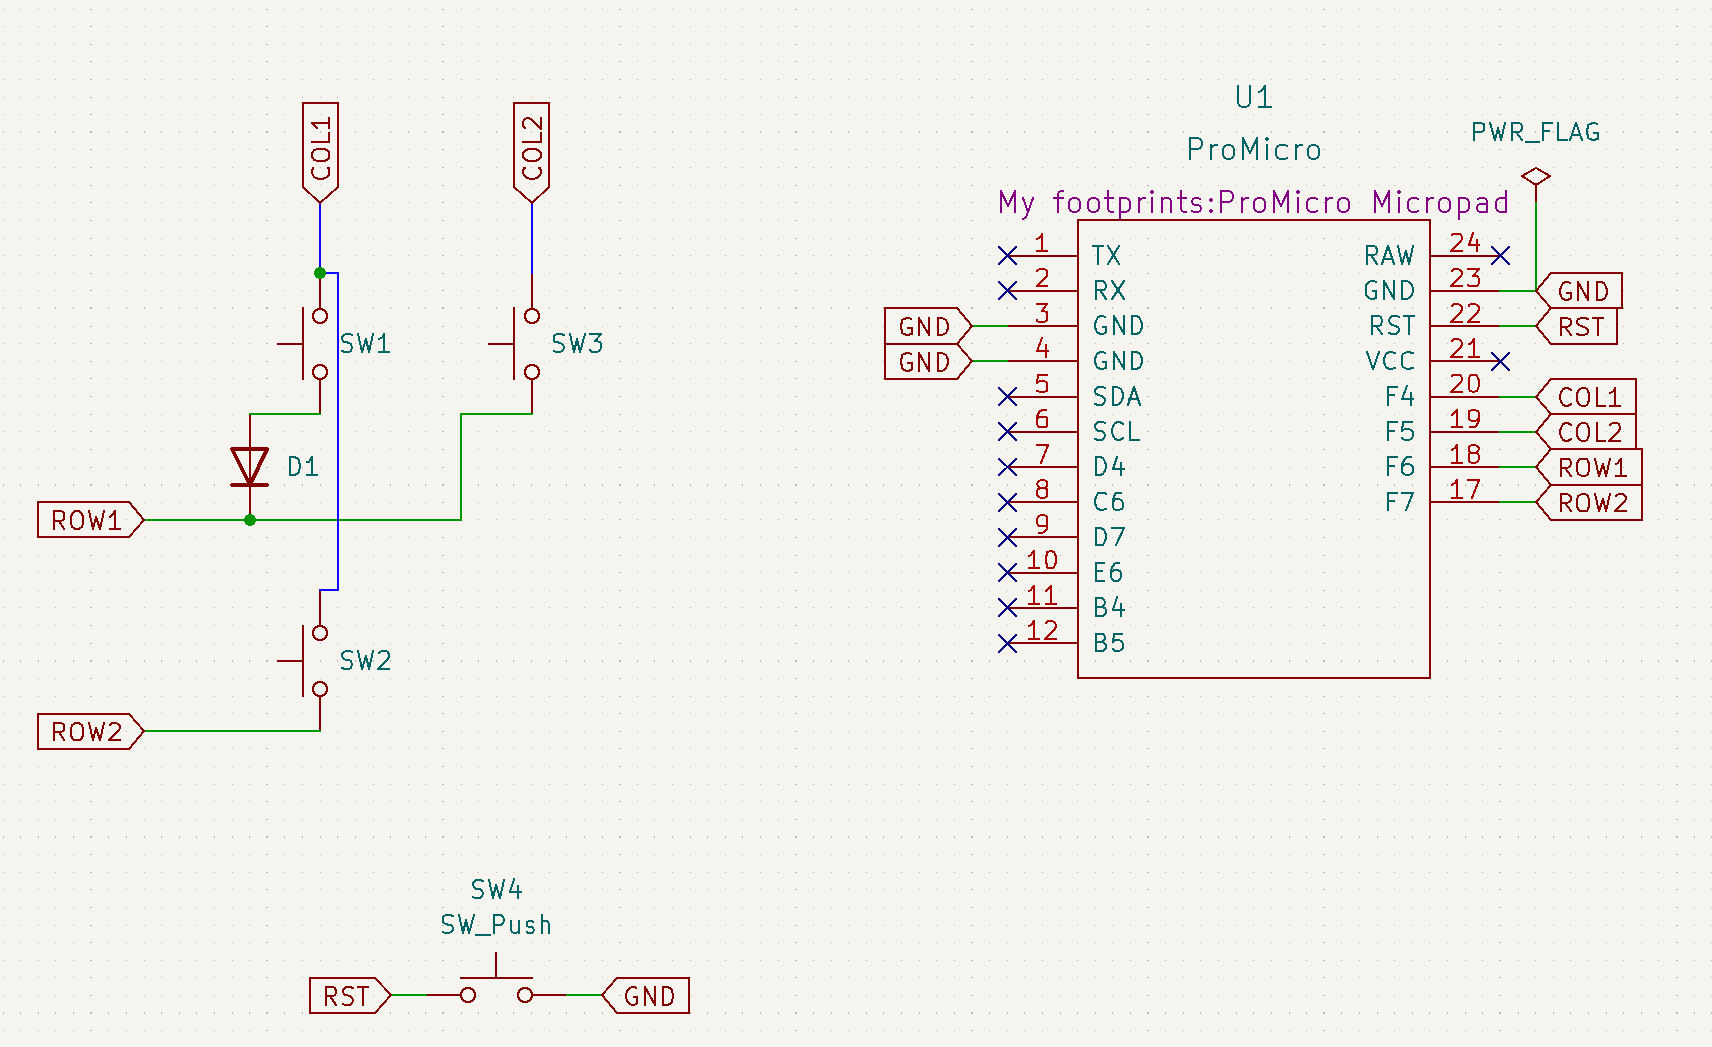 COL1
COL2
SW1
SW3
D1
ROW1
SW2
ROW2
SW4
SW_Push
RST
GND
U1
ProMicro
PWR_FLAG
My footprints:ProMicro Micropad
1 TX RAW 24
2 RX GND 23 GND
GND 3 GND RST 22 RST
GND 4 GND VCC 21
5 SDA F4 20 COL1
6 SCL F5 19 COL2
7 D4 F6 18 ROW1
8 C6 F7 17 ROW2
9 D7
10 E6
11 B4
12 B5